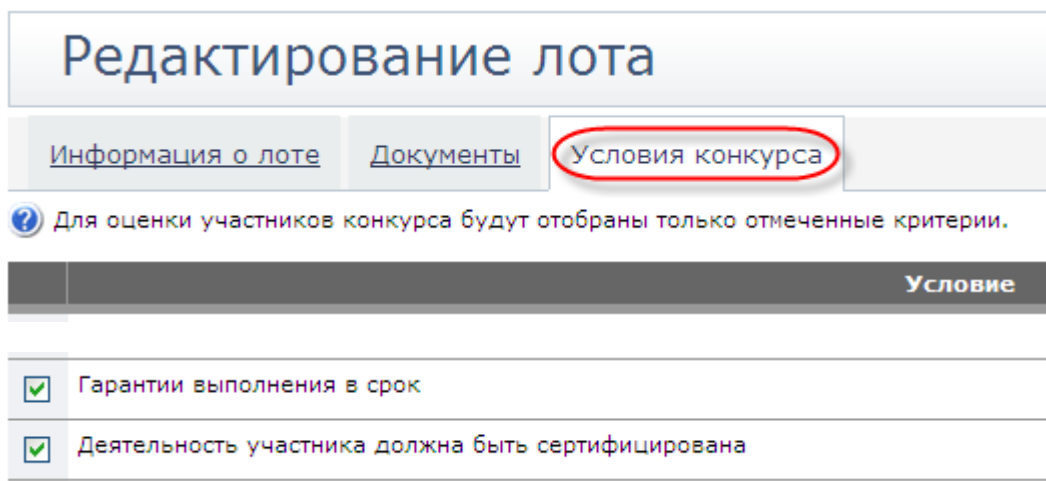 Редактирование лота
Информация о лоте Документы Условия конкурса
Для оценки участников конкурса будут отобраны только отмеченные критерии.
Условие
Гарантии выполнения в срок
Деятельность участника должна быть сертифицирована